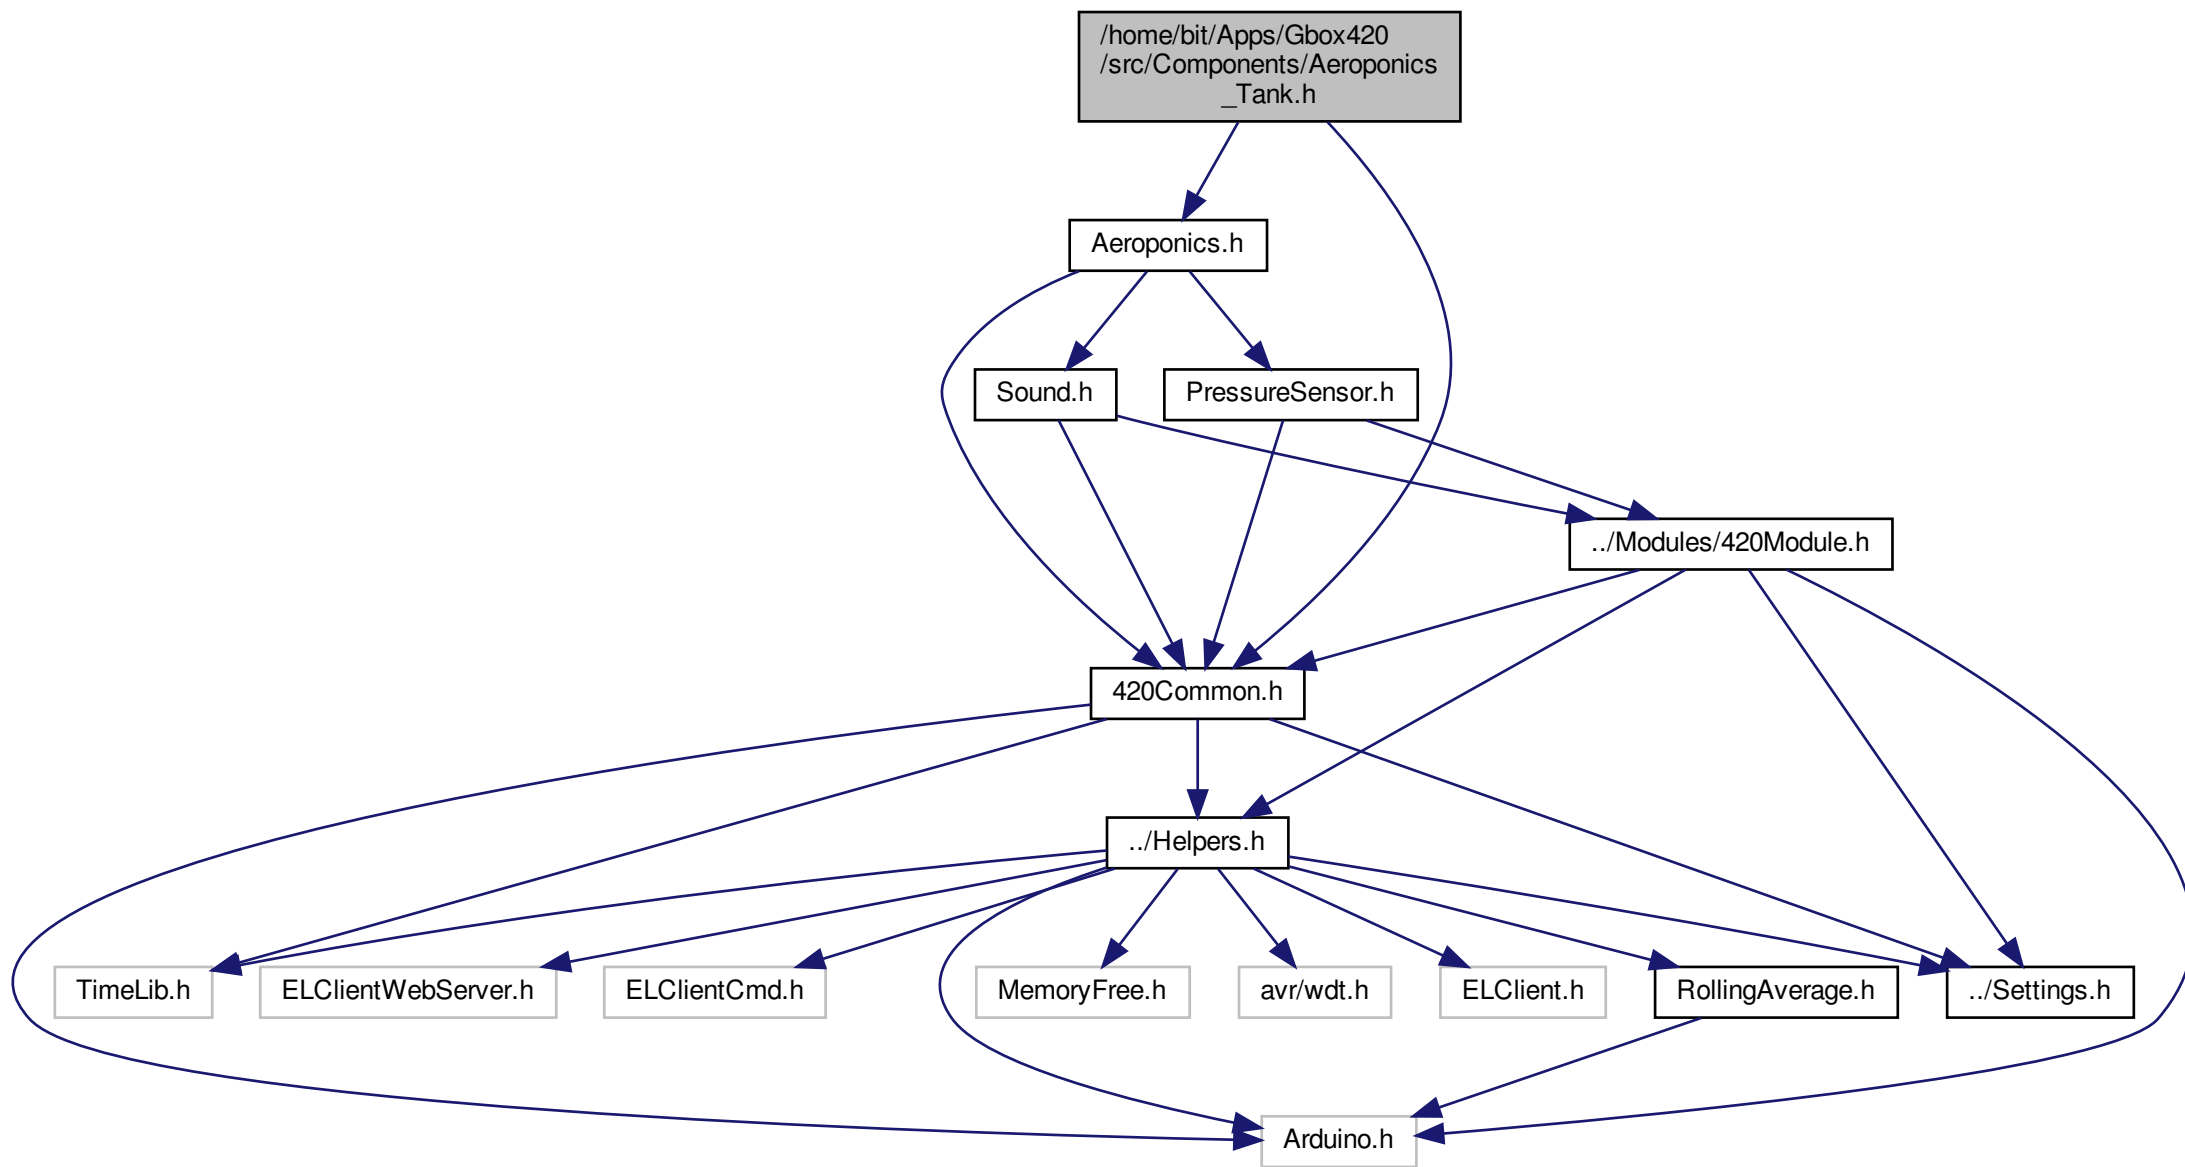 /home/bit/Apps/Gbox420
/src/Components/Aeroponics
_Tank.h
Aeroponics.h
Sound.h
PressureSensor.h
../Modules/420Module.h
420Common.h
../Helpers.h
TimeLib.h
ELClientWebServer.h
ELClientCmd.h
MemoryFree.h
avr/wdt.h
ELClient.h
RollingAverage.h
../Settings.h
Arduino.h